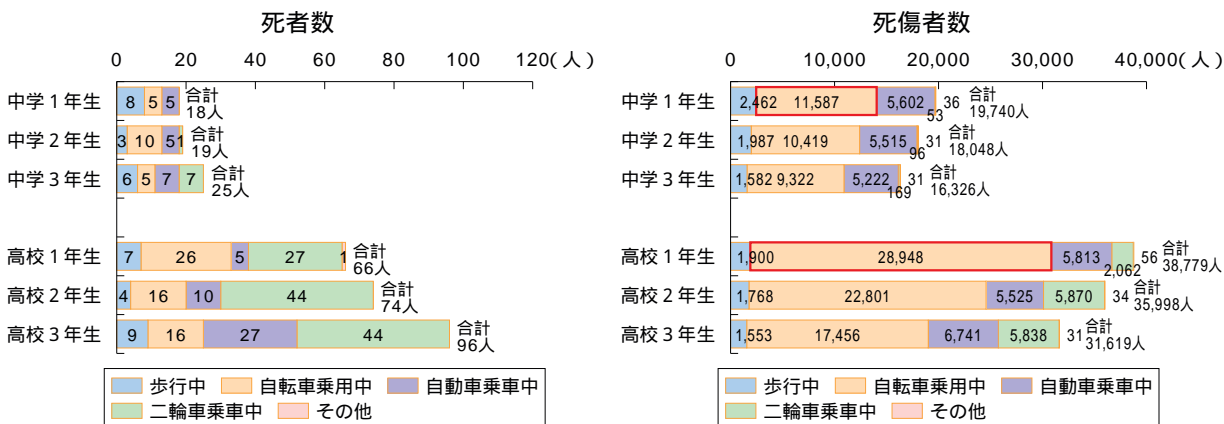 死者数
0 20 40 60 80 100 120(人)
中学1年生 8 5 5 合計 18人
中学2年生 3 10 5 1 合計 19人
中学3年生 6 5 7 7 合計 25人
高校1年生 7 26 5 27 1 合計 66人
高校2年生 4 16 10 44 合計 74人
高校3年生 9 16 27 44 合計 96人
歩行中 自転車乗用中 自動車乗車中
二輪車乗車中 その他
死傷者数
0 10,000 20,000 30,000 40,000(人)
中学1年生 2,462 11,587 5,602 53 36 合計 19,740人
中学2年生 1,987 10,419 5,515 96 31 合計 18,048人
中学3年生 1,582 9,322 5,222 169 31 合計 16,326人
高校1年生 1,900 28,948 5,813 2,062 56 合計 38,779人
高校2年生 1,768 22,801 5,525 5,870 34 合計 35,998人
高校3年生 1,553 17,456 6,741 5,838 31 合計 31,619人
歩行中 自転車乗用中 自動車乗車中
二輪車乗車中 その他